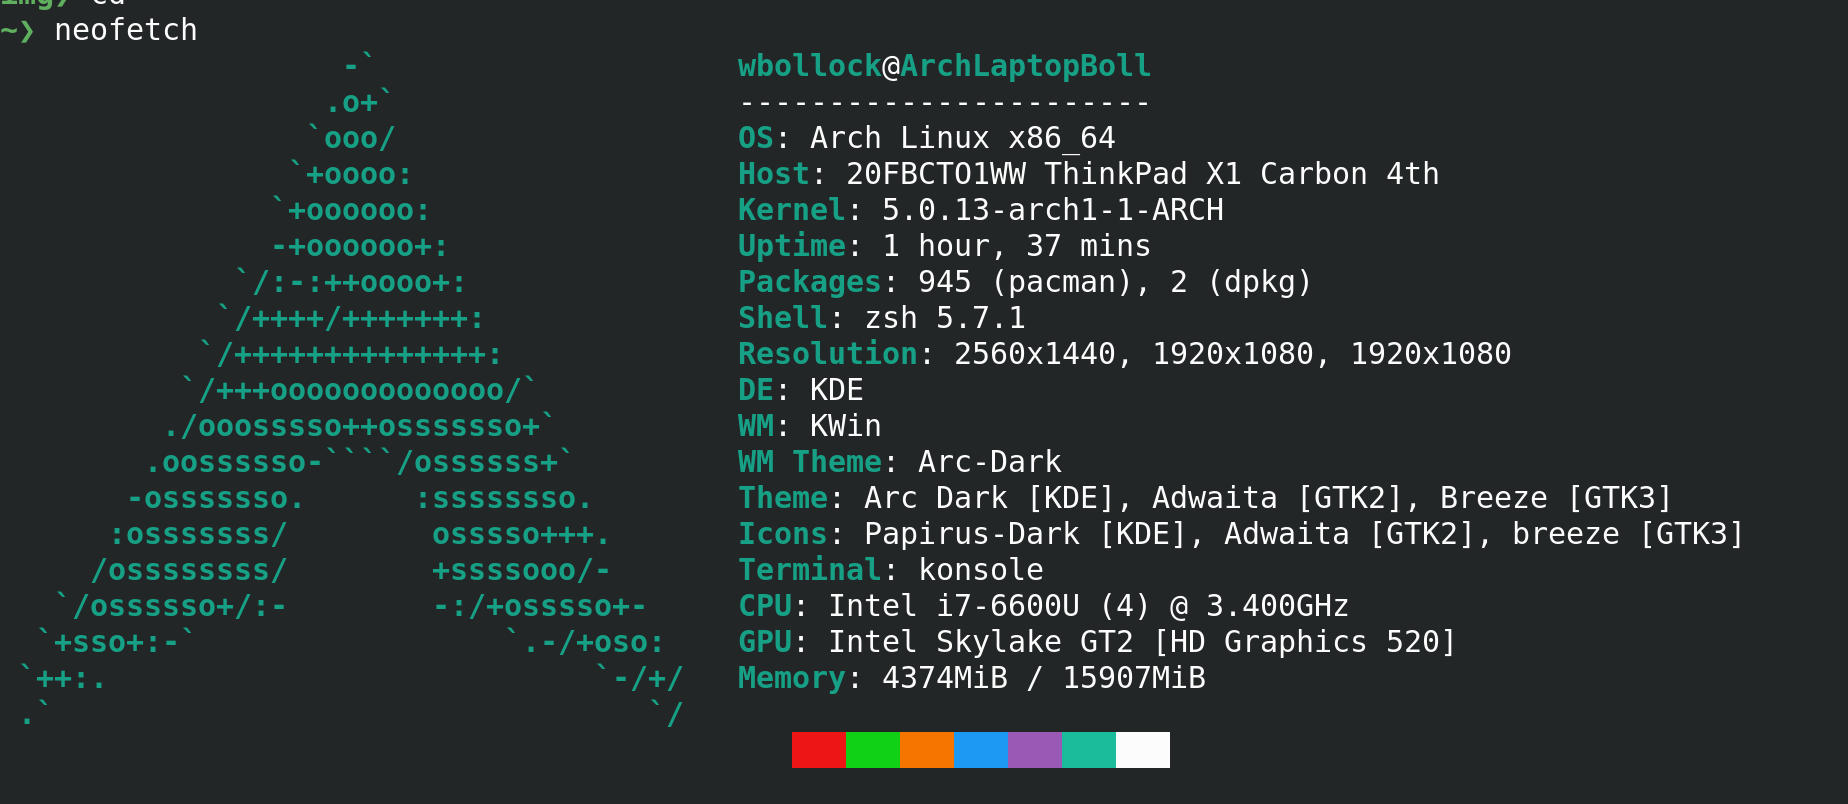 ~❯ neofetch
                   -`                    wbollock@ArchLaptopBoll
                  .o+`                   -----------------------
                 `ooo/                   OS: Arch Linux x86_64
                `+oooo:                  Host: 20FBCTO1WW ThinkPad X1 Carbon 4th
               `+oooooo:                 Kernel: 5.0.13-arch1-1-ARCH
               -+oooooo+:                Uptime: 1 hour, 37 mins
             `/:-:++oooo+:               Packages: 945 (pacman), 2 (dpkg)
            `/++++/+++++++:              Shell: zsh 5.7.1
           `/++++++++++++++:             Resolution: 2560x1440, 1920x1080, 1920x1080
          `/+++ooooooooooooo/`           DE: KDE
         ./ooosssso++osssssso+`          WM: KWin
        .oossssso-````/ossssss+`         WM Theme: Arc-Dark
       -osssssso.      :ssssssso.        Theme: Arc Dark [KDE], Adwaita [GTK2], Breeze [GTK3]
      :osssssss/        osssso+++.       Icons: Papirus-Dark [KDE], Adwaita [GTK2], breeze [GTK3]
     /ossssssss/        +ssssooo/-       Terminal: konsole
   `/ossssso+/:-        -:/+osssso+-     CPU: Intel i7-6600U (4) @ 3.400GHz
  `+sso+:-`                 `.-/+oso:    GPU: Intel Skylake GT2 [HD Graphics 520]
 `++:.                           `-/+/   Memory: 4374MiB / 15907MiB
 .`                                 `/